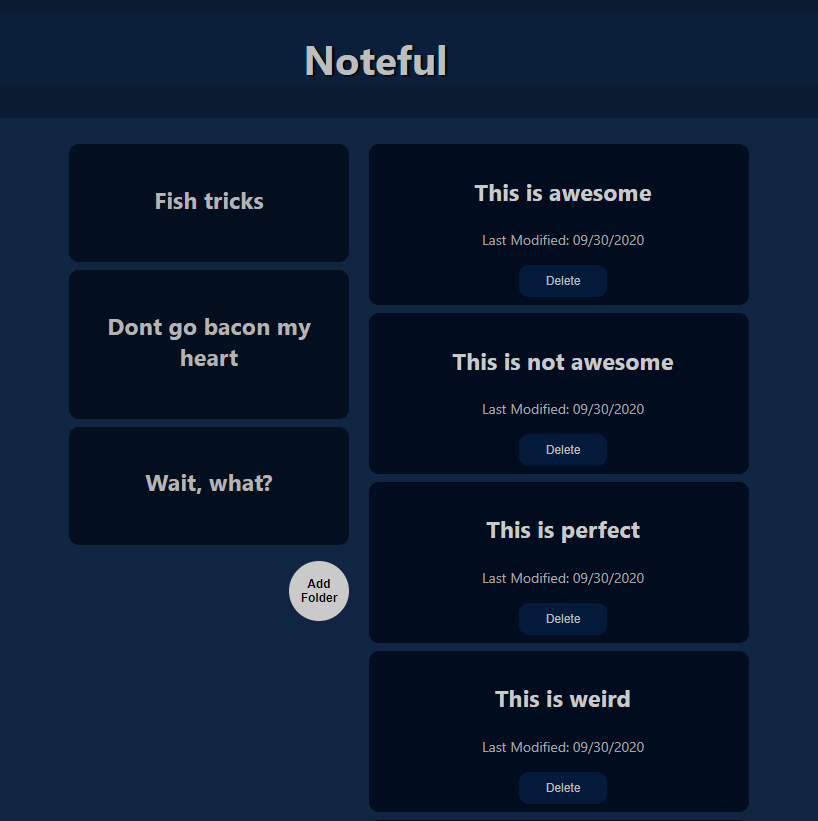 Noteful
Fish tricks
Dont go bacon my
heart
Wait, what?
Add
Folder
This is awesome
Last Modified: 09/30/2020
Delete
This is not awesome
Last Modified: 09/30/2020
Delete
This is perfect
Last Modified: 09/30/2020
Delete
This is weird
Last Modified: 09/30/2020
Delete